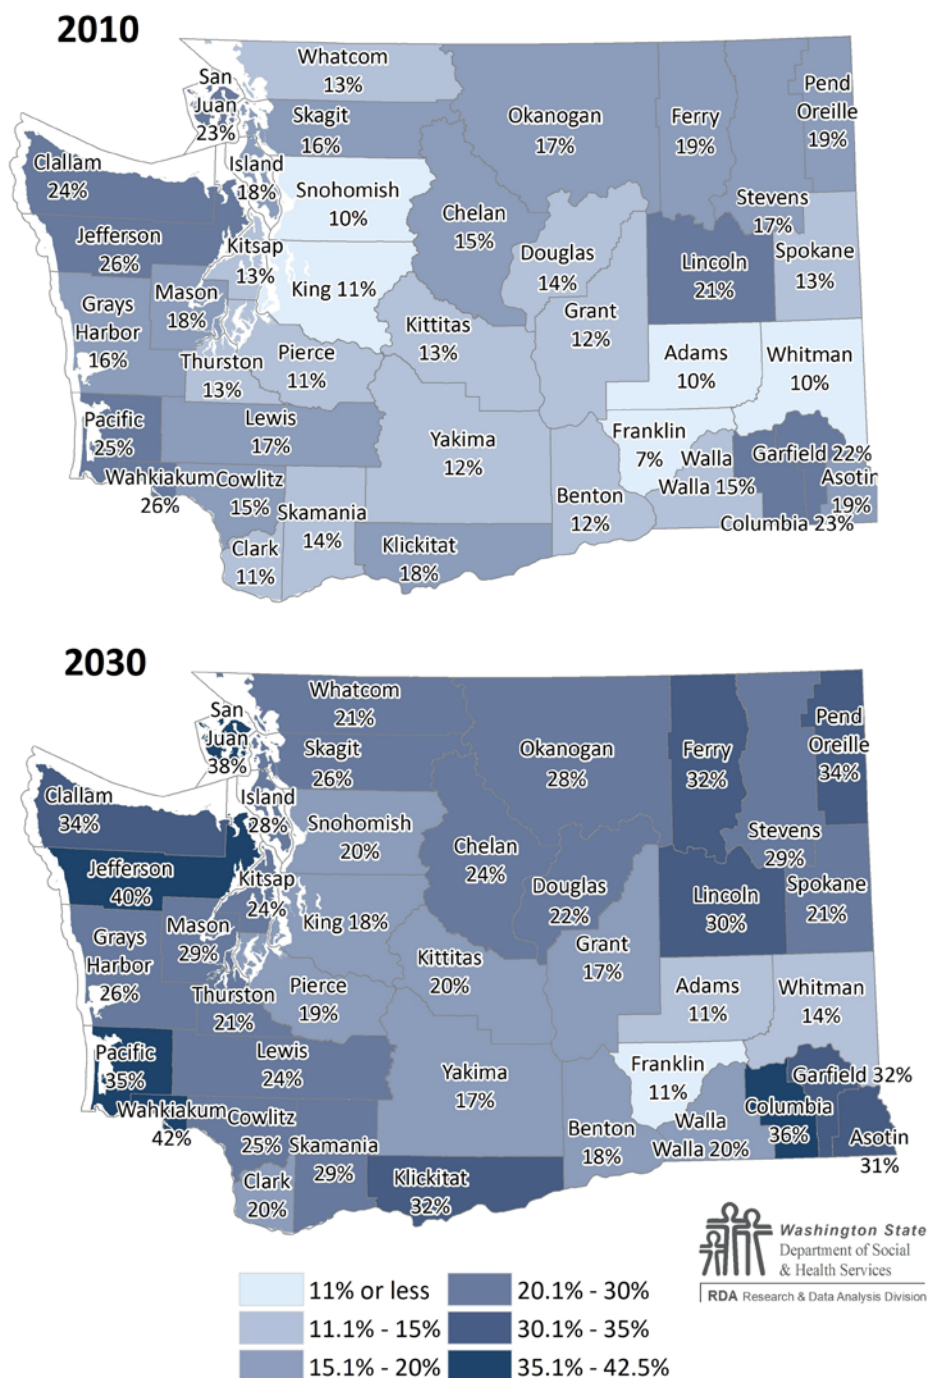 2010
Whatcom
13%
San
Juan
23%
Skagit
16%
Okanogan
17%
Ferry
19%
Pend
Oreille
19%
Clallam
24%
Island
18%
Snohomish
10%
Chelan
15%
Stevens
17%
Jefferson
26%
Kitsap
13%
Douglas
14%
Lincoln
21%
Spokane
13%
King 11%
Mason
18%
Grays
Harbor
16%
Grant
12%
Kittitas
13%
Thurston
13%
Pierce
11%
Adams
10%
Whitman
10%
Pacific
25%
Lewis
17%
Yakima
12%
Franklin
7%
Walla
Walla 15%
Garfield 22%
Asotin
19%
Columbia 23%
Wahkiakum
26%
Cowlitz
15%
Skamania
14%
Benton
12%
Clark
11%
Klickitat
18%
2030
Whatcom
21%
San
Juan
38%
Skagit
26%
Okanogan
28%
Ferry
32%
Pend
Oreille
34%
Clallam
34%
Island
28%
Snohomish
20%
Chelan
24%
Stevens
29%
Jefferson
40%
Kitsap
24%
Douglas
22%
Lincoln
30%
Spokane
21%
King 18%
Mason
29%
Grays
Harbor
26%
Grant
17%
Kittitas
20%
Thurston
21%
Pierce
19%
Adams
11%
Whitman
14%
Pacific
35%
Lewis
24%
Yakima
17%
Franklin
11%
Garfield 32%
Columbia
36%
Walla
Walla 20%
Asotin
31%
Wahkiakum
42%
Cowlitz
25%
Skamania
29%
Benton
18%
Clark
20%
Klickitat
32%
Washington State
Department of Social
& Health Services
RDA Research & Data Analysis Division
11% or less
20.1% - 30%
11.1% - 15%
30.1% - 35%
15.1% - 20%
35.1% - 42.5%